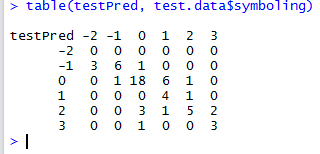 > table(testPred, test.data$symboling)
testPred -2 -1 0 1 2 3
-2 0 0 0 0 0 0
-1 3 6 1 0 0 0
0 0 1 18 6 1 0
1 0 0 0 4 1 0
2 0 0 3 1 5 2
3 0 0 1 0 0 3
>